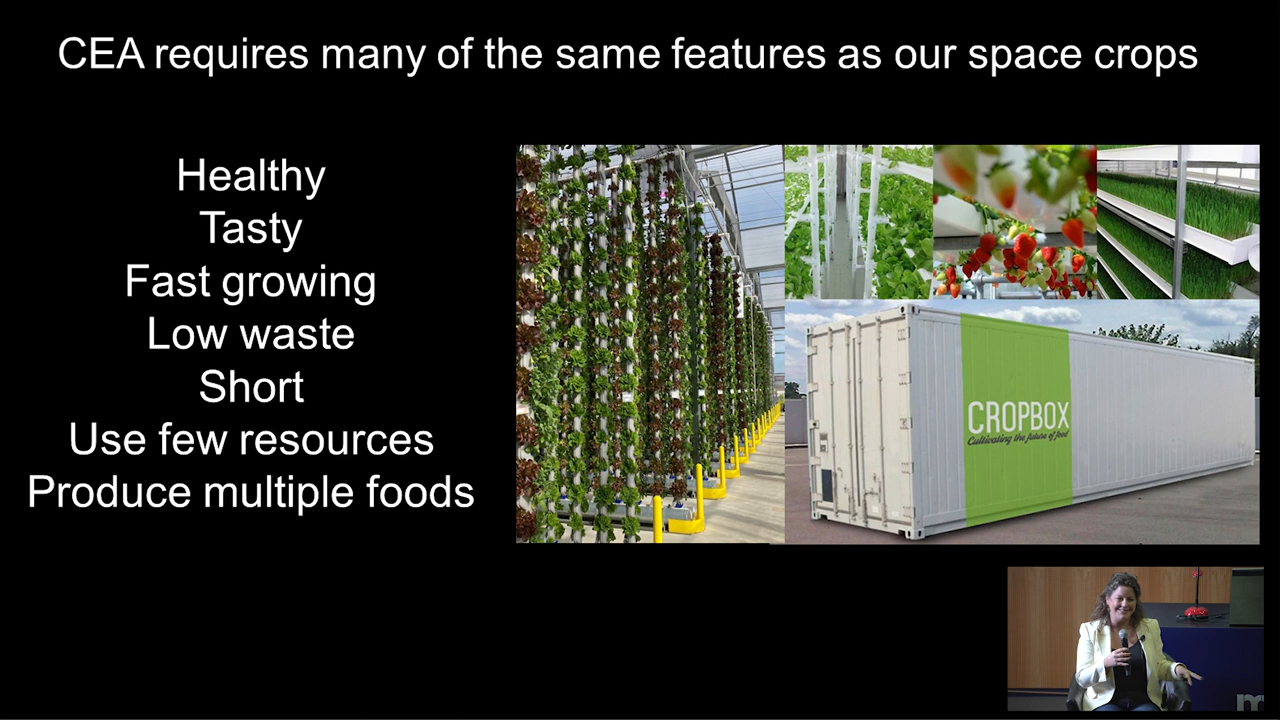 CEA requires many of the same features as our space crops
Healthy
Tasty
Fast growing
Low waste
Short
Use few resources
Produce multiple foods
CROPBOX
Cultivating the future of food